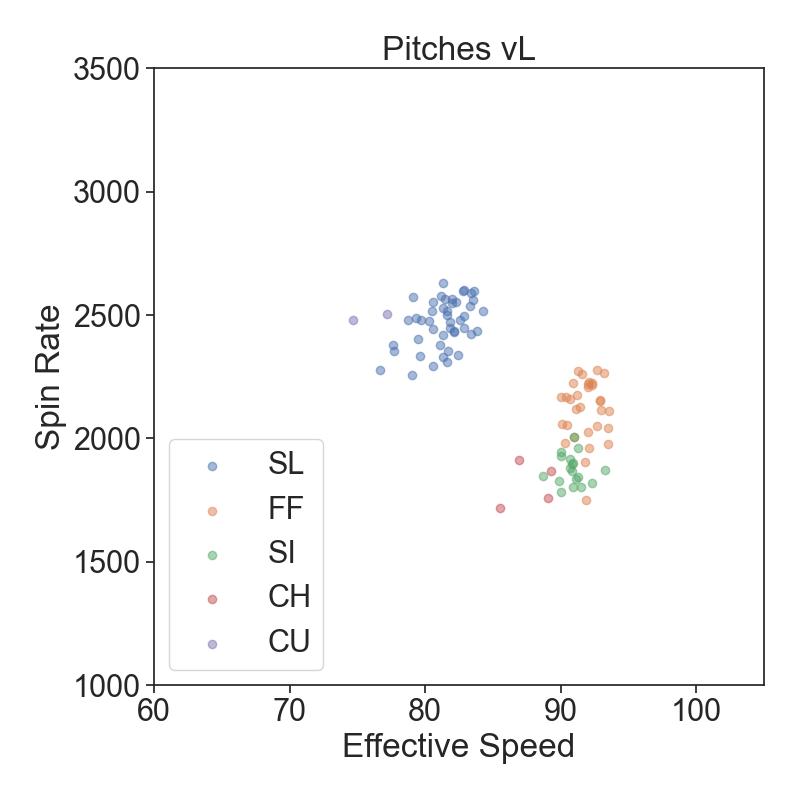 Pitches vL
3500
3000
2500
2000
1500
1000
Spin Rate
SL
FF
SI
CH
CU
60 70 80 90 100
Effective Speed